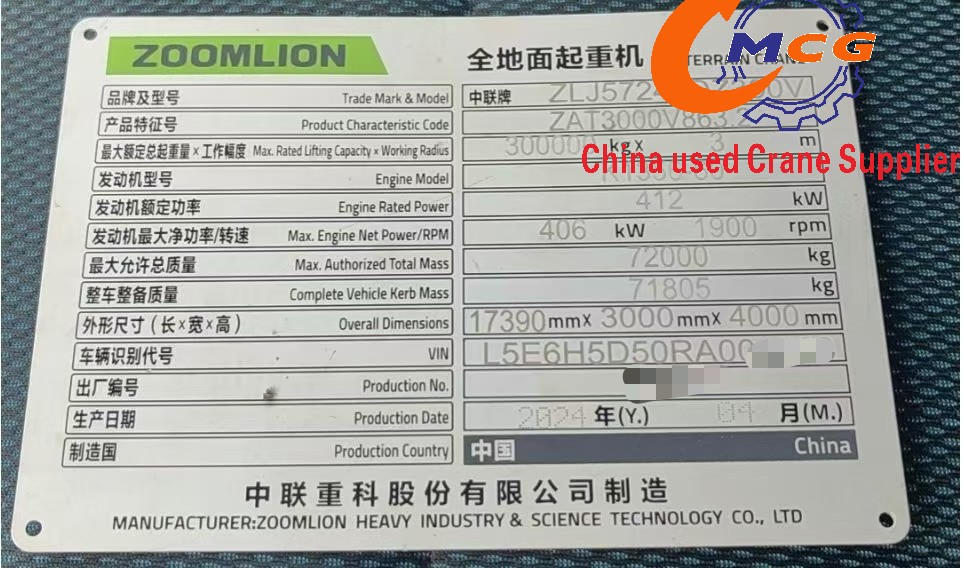 ZOOMLION 全地面起重机 TERRAIN CRANE
MCG
品牌及型号 Trade Mark & Model 中联牌
产品特征号 Product Characteristic Code
最大额定总起重量×工作幅度 Max. Rated Lifting Capacity × Working Radius 300000 kg x 3 m
China used Crane Supplier
发动机型号 Engine Model
发动机额定功率 Engine Rated Power 412 kW
发动机最大净功率/转速 Max. Engine Net Power/RPM 406 kW 1900 rpm
最大允许总质量 Max. Authorized Total Mass 72000 kg
整车整备质量 Complete Vehicle Kerb Mass 71805 kg
外形尺寸(长×宽×高) Overall Dimensions 17390mmx 3000mmx 4000mm
车辆识别代号 VIN
出厂编号 Production No.
生产日期 Production Date 2024 年(Y.) 04 月(M.)
制造国 Production Country 中国 China
中联重科股份有限公司制造
MANUFACTURER:ZOOMLION HEAVY INDUSTRY & SCIENCE TECHNOLOGY CO., LTD